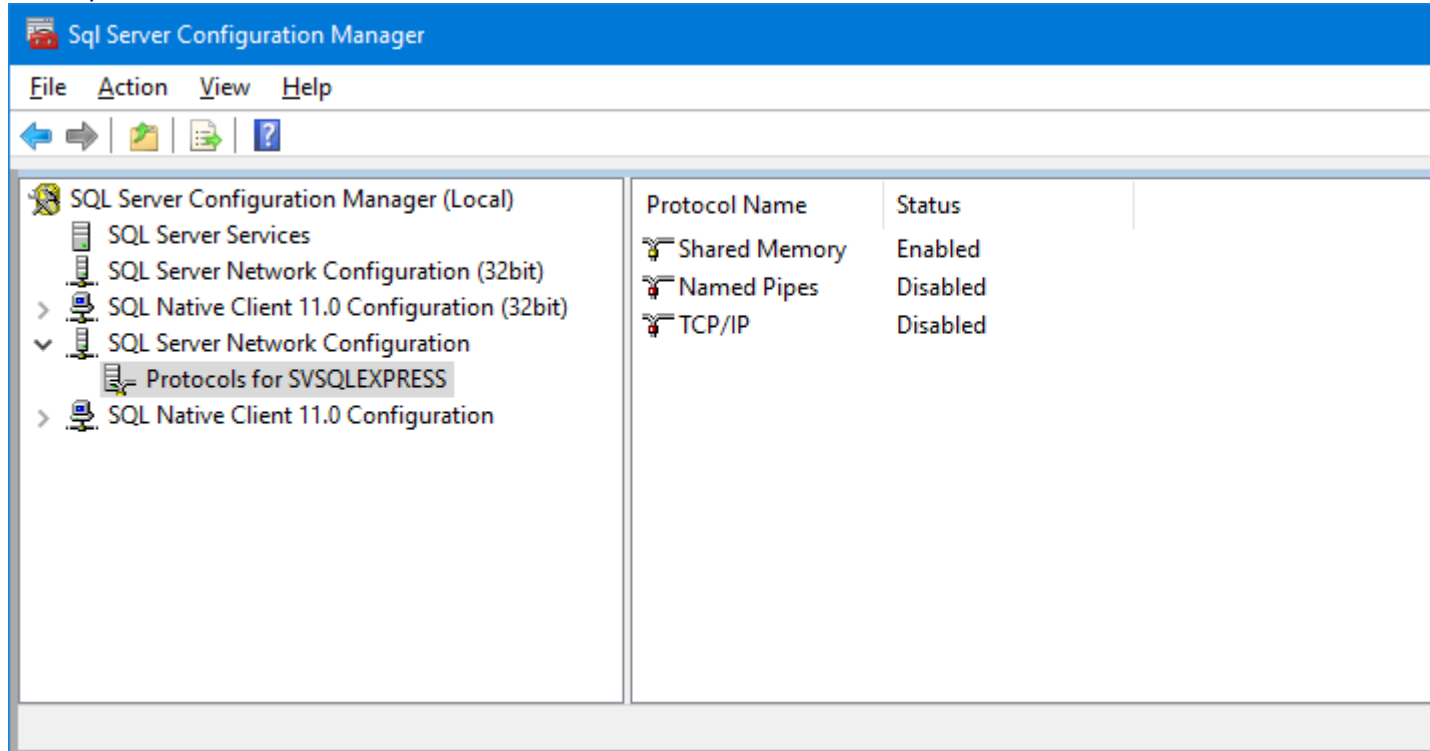 Sql Server Configuration Manager
File Action View Help
SQL Server Configuration Manager (Local)
SQL Server Services
SQL Server Network Configuration (32bit)
SQL Native Client 11.0 Configuration (32bit)
SQL Server Network Configuration
Protocols for SVSQLEXPRESS
SQL Native Client 11.0 Configuration
Protocol Name Status
Shared Memory Enabled
Named Pipes Disabled
TCP/IP Disabled